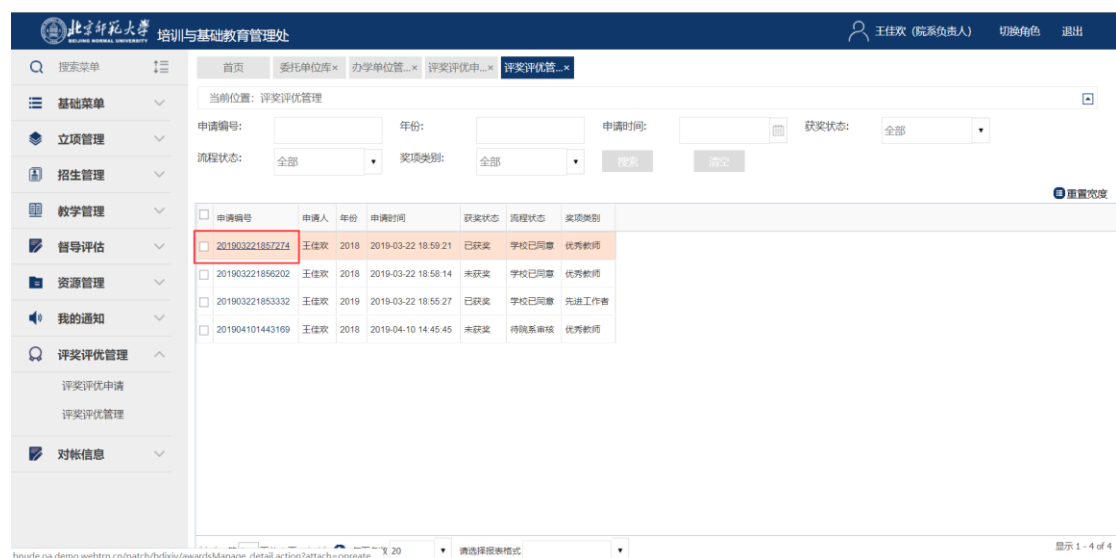 北京师范大学 培训与基础教育管理处 王佳欢 (院系负责人) 切换角色 退出
BEIJING NORMAL UNIVERSITY
搜索菜单 首页 委托单位库× 办学单位管...× 评奖评优申...× 评奖评优管...×
基础菜单
当前位置: 评奖评优管理
立项管理
申请编号: 年份: 申请时间: 获奖状态: 全部
招生管理
流程状态: 全部 奖项类别: 全部 搜索 清空
重置宽度
教学管理
申请编号 申请人 年份 申请时间 获奖状态 流程状态 奖项类别
督导评估
201903221857274 王佳欢 2018 2019-03-22 18:59:21 已获奖 学校已同意 优秀教师
资源管理
201903221856202 王佳欢 2018 2019-03-22 18:58:14 未获奖 学校已同意 优秀教师
201903221853332 王佳欢 2019 2019-03-22 18:55:27 已获奖 学校已同意 先进工作者
我的通知
201904101443169 王佳欢 2018 2019-04-10 14:45:45 未获奖 待院系审核 优秀教师
评奖评优管理
评奖评优申请
评奖评优管理
对帐信息
20 请选择报表格式 显示 1 - 4 of 4